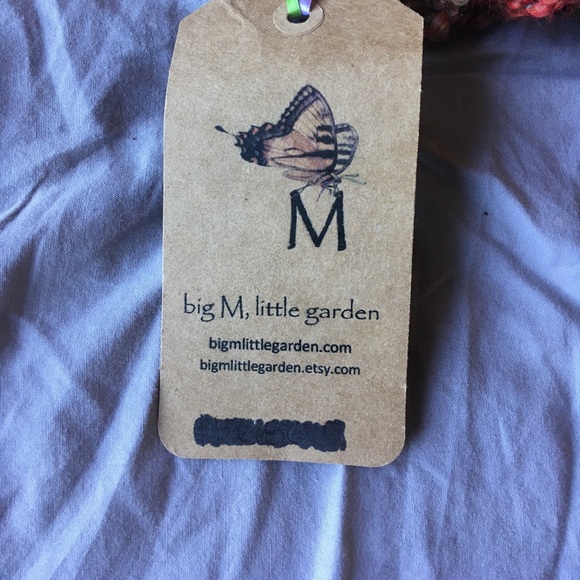 M
big M, little garden
bigmlittlegarden.com
bigmlittlegarden.etsy.com